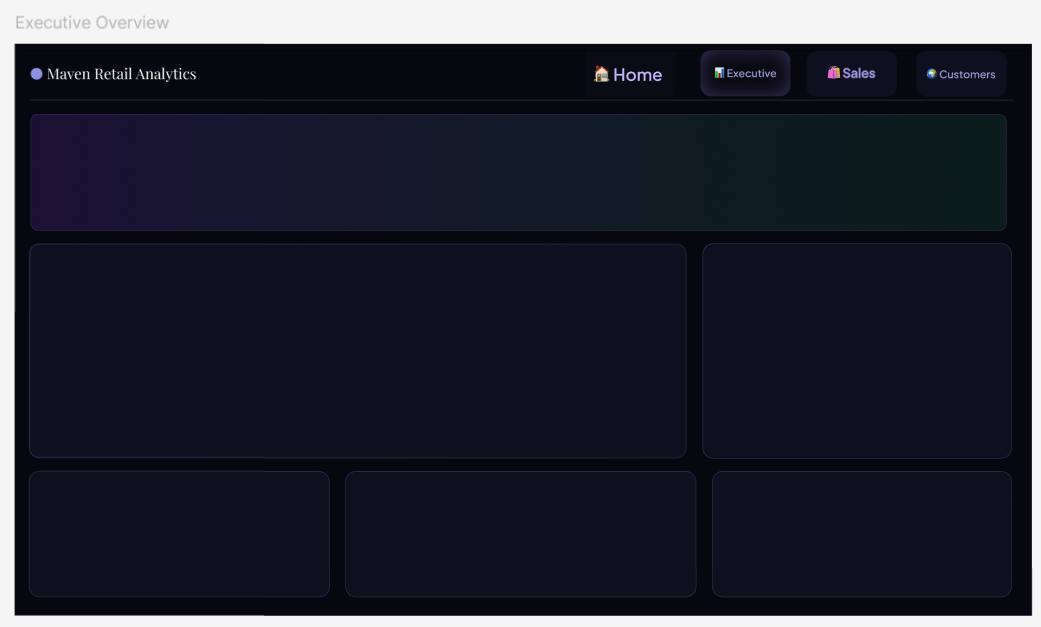 Executive Overview
Maven Retail Analytics
Home
Executive
Sales
Customers